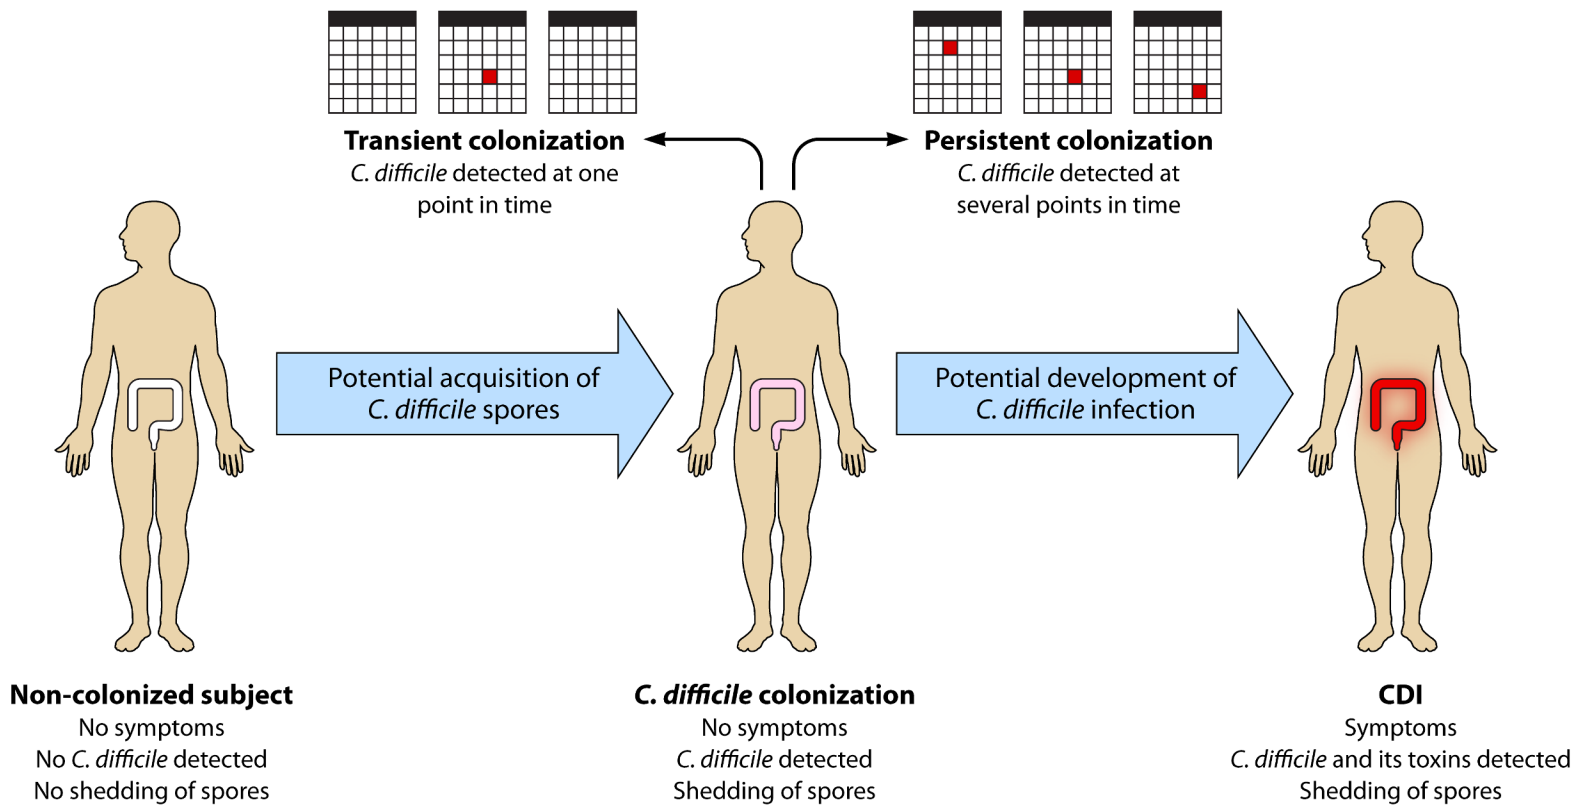 Transient colonization
C. difficile detected at one
point in time
Persistent colonization
C. difficile detected at
several points in time
Potential acquisition of
C. difficile spores
Potential development of
C. difficile infection
Non-colonized subject
No symptoms
No C. difficile detected
No shedding of spores
C. difficile colonization
No symptoms
C. difficile detected
Shedding of spores
CDI
Symptoms
C. difficile and its toxins detected
Shedding of spores